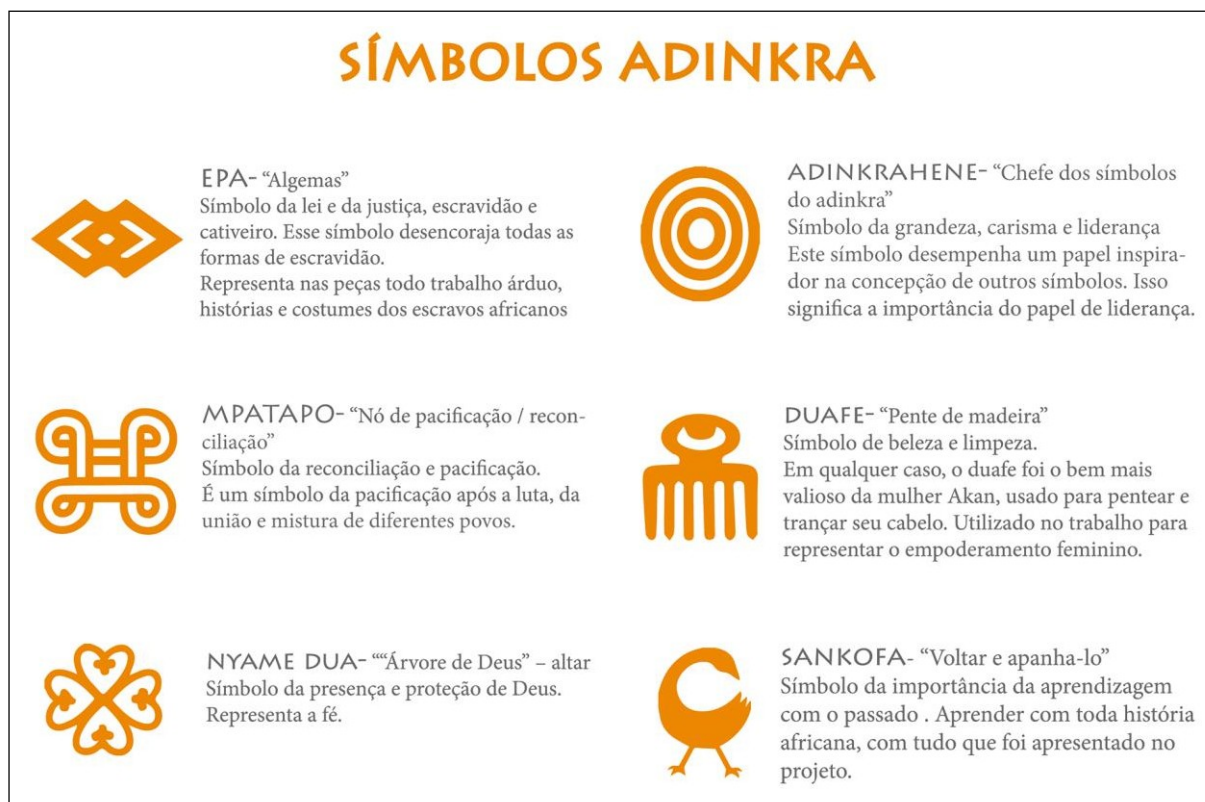 SÍMBOLOS ADINKRA
EPA- “Algemas”
Símbolo da lei e da justiça, escravidão e
cativeiro. Esse símbolo desencoraja todas as
formas de escravidão.
Representa nas peças todo trabalho árduo,
histórias e costumes dos escravos africanos
ADINKRAHENE- “Chefe dos símbolos
do adinkra”
Símbolo da grandeza, carisma e liderança
Este símbolo desempenha um papel inspira-
dor na concepção de outros símbolos. Isso
significa a importância do papel de liderança.
MPATAPO- “Nó de pacificação / recon-
ciliação”
Símbolo da reconciliação e pacificação.
É um símbolo da pacificação após a luta, da
união e mistura de diferentes povos.
DUAFE- “Pente de madeira”
Símbolo de beleza e limpeza.
Em qualquer caso, o duafe foi o bem mais
valioso da mulher Akan, usado para pentear e
trançar seu cabelo. Utilizado no trabalho para
representar o empoderamento feminino.
NYAME DUA- ““Árvore de Deus” – altar
Símbolo da presença e proteção de Deus.
Representa a fé.
SANKOFA- “Voltar e apanha-lo”
Símbolo da importância da aprendizagem
com o passado . Aprender com toda história
africana, com tudo que foi apresentado no
projeto.